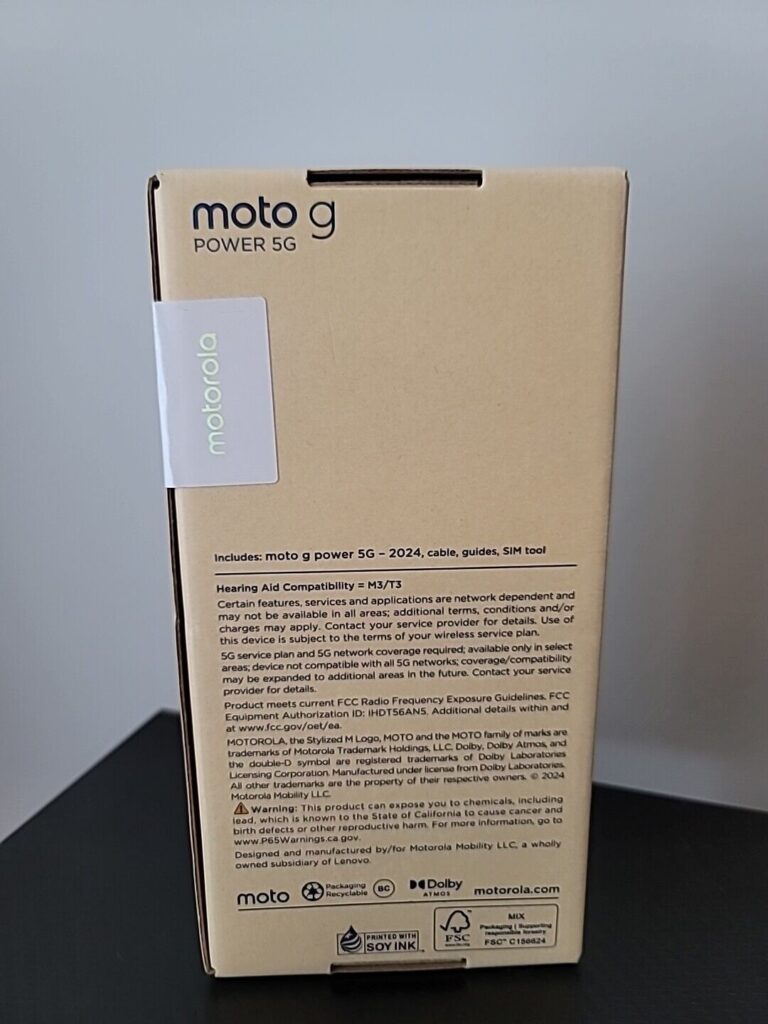 moto g
POWER 5G
motorola
Includes: moto g power 5G – 2024, cable, guides, SIM tool
Hearing Aid Compatibility = M3/T3
Certain features, services and applications are network dependent and
may not be available in all areas; additional terms, conditions and/or
charges may apply. Contact your service provider for details. Use of
this device is subject to the terms of your wireless service plan.
5G service plan and 5G network coverage required; available only in select
areas; device not compatible with all 5G networks; coverage/compatibility
may be expanded to additional areas in the future. Contact your service
provider for details.
Product meets current FCC Radio Frequency Exposure Guidelines. FCC
Equipment Authorization ID: IHDT56AN5. Additional details within and
at www.fcc.gov/oet/ea.
MOTOROLA, the Stylized M Logo, MOTO and the MOTO family of marks are
trademarks of Motorola Trademark Holdings, LLC. Dolby, Dolby Atmos, and
the double-D symbol are registered trademarks of Dolby Laboratories
Licensing Corporation. Manufactured under license from Dolby Laboratories.
All other trademarks are the property of their respective owners. © 2024
Motorola Mobility LLC.
Warning: This product can expose you to chemicals, including
lead, which is known to the State of California to cause cancer and
birth defects or other reproductive harm. For more information, go to
www.P65Warnings.ca.gov.
Designed and manufactured by/for Motorola Mobility LLC, a wholly
owned subsidiary of Lenovo.
moto
Packaging
Recyclable
BC
Dolby
ATMOS
motorola.com
PRINTED WITH
SOY INK™
FSC
MIX
Packaging | Supporting
responsible forestry
FSC™ C156624